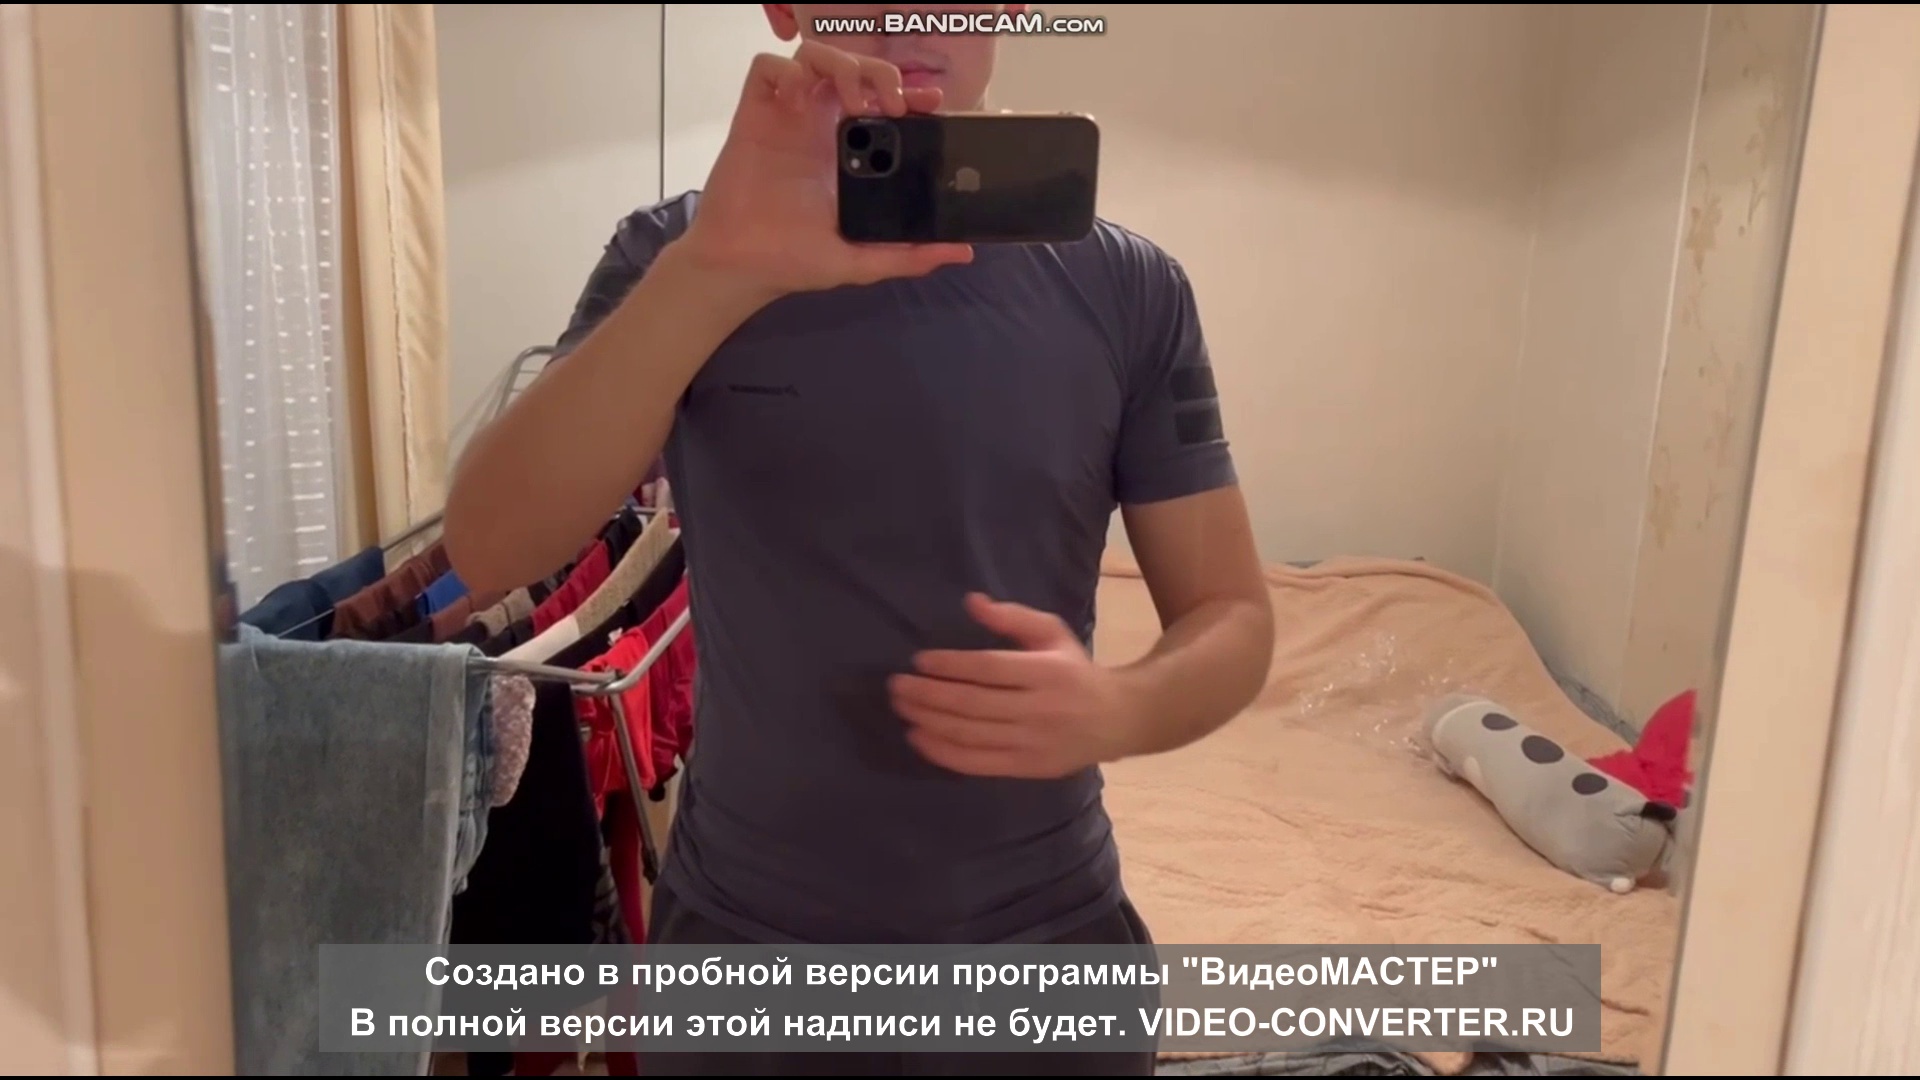 www.BANDICAM.com
Создано в пробной версии программы "ВидеоМАСТЕР"
В полной версии этой надписи не будет. VIDEO-CONVERTER.RU